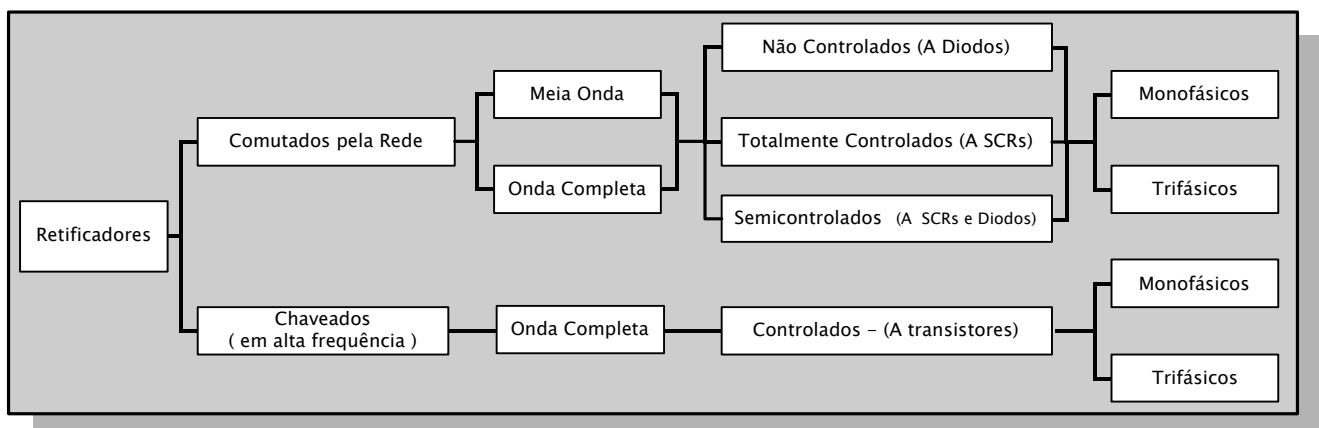 Retificadores
Comutados pela Rede
Meia Onda
Onda Completa
Não Controlados (A Diodos)
Totalmente Controlados (A SCRs)
Semicontrolados (A SCRs e Diodos)
Monofásicos
Trifásicos
Chaveados
( em alta frequência )
Onda Completa
Controlados - (A transistores)
Monofásicos
Trifásicos